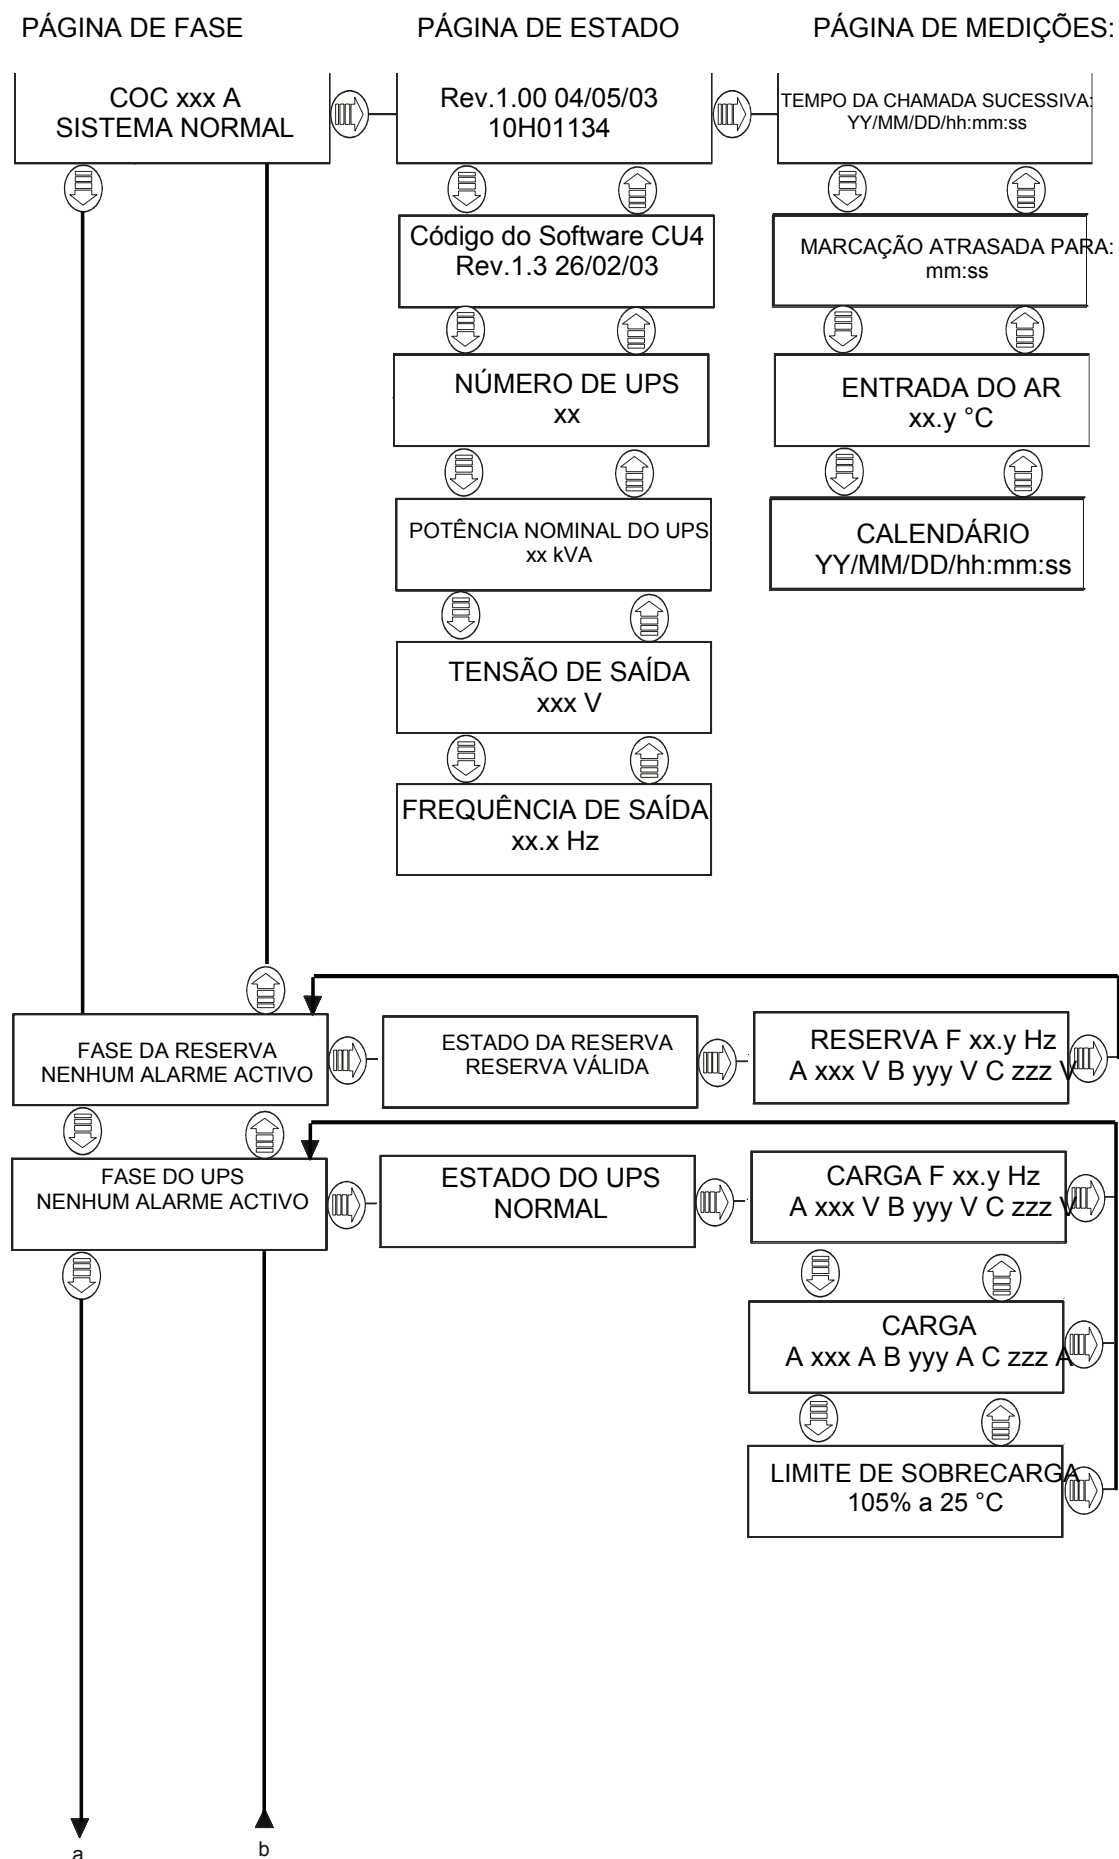 PÁGINA DE FASE
PÁGINA DE ESTADO
PÁGINA DE MEDIÇÕES:
COC xxx A
SISTEMA NORMAL
Rev.1.00 04/05/03
10H01134
TEMPO DA CHAMADA SUCESSIVA:
YY/MM/DD/hh:mm:ss
Código do Software CU4
Rev.1.3 26/02/03
MARCAÇÃO ATRASADA PARA:
mm:ss
NÚMERO DE UPS
xx
ENTRADA DO AR
xx.y °C
POTÊNCIA NOMINAL DO UPS
xx kVA
CALENDÁRIO
YY/MM/DD/hh:mm:ss
TENSÃO DE SAÍDA
xxx V
FREQUÊNCIA DE SAÍDA
xx.x Hz
FASE DA RESERVA
NENHUM ALARME ACTIVO
ESTADO DA RESERVA
RESERVA VÁLIDA
RESERVA F xx.y Hz
A xxx V B yyy V C zzz V
FASE DO UPS
NENHUM ALARME ACTIVO
ESTADO DO UPS
NORMAL
CARGA F xx.y Hz
A xxx V B yyy V C zzz V
CARGA
A xxx A B yyy A C zzz A
LIMITE DE SOBRECARGA
105% a 25 °C
a
b